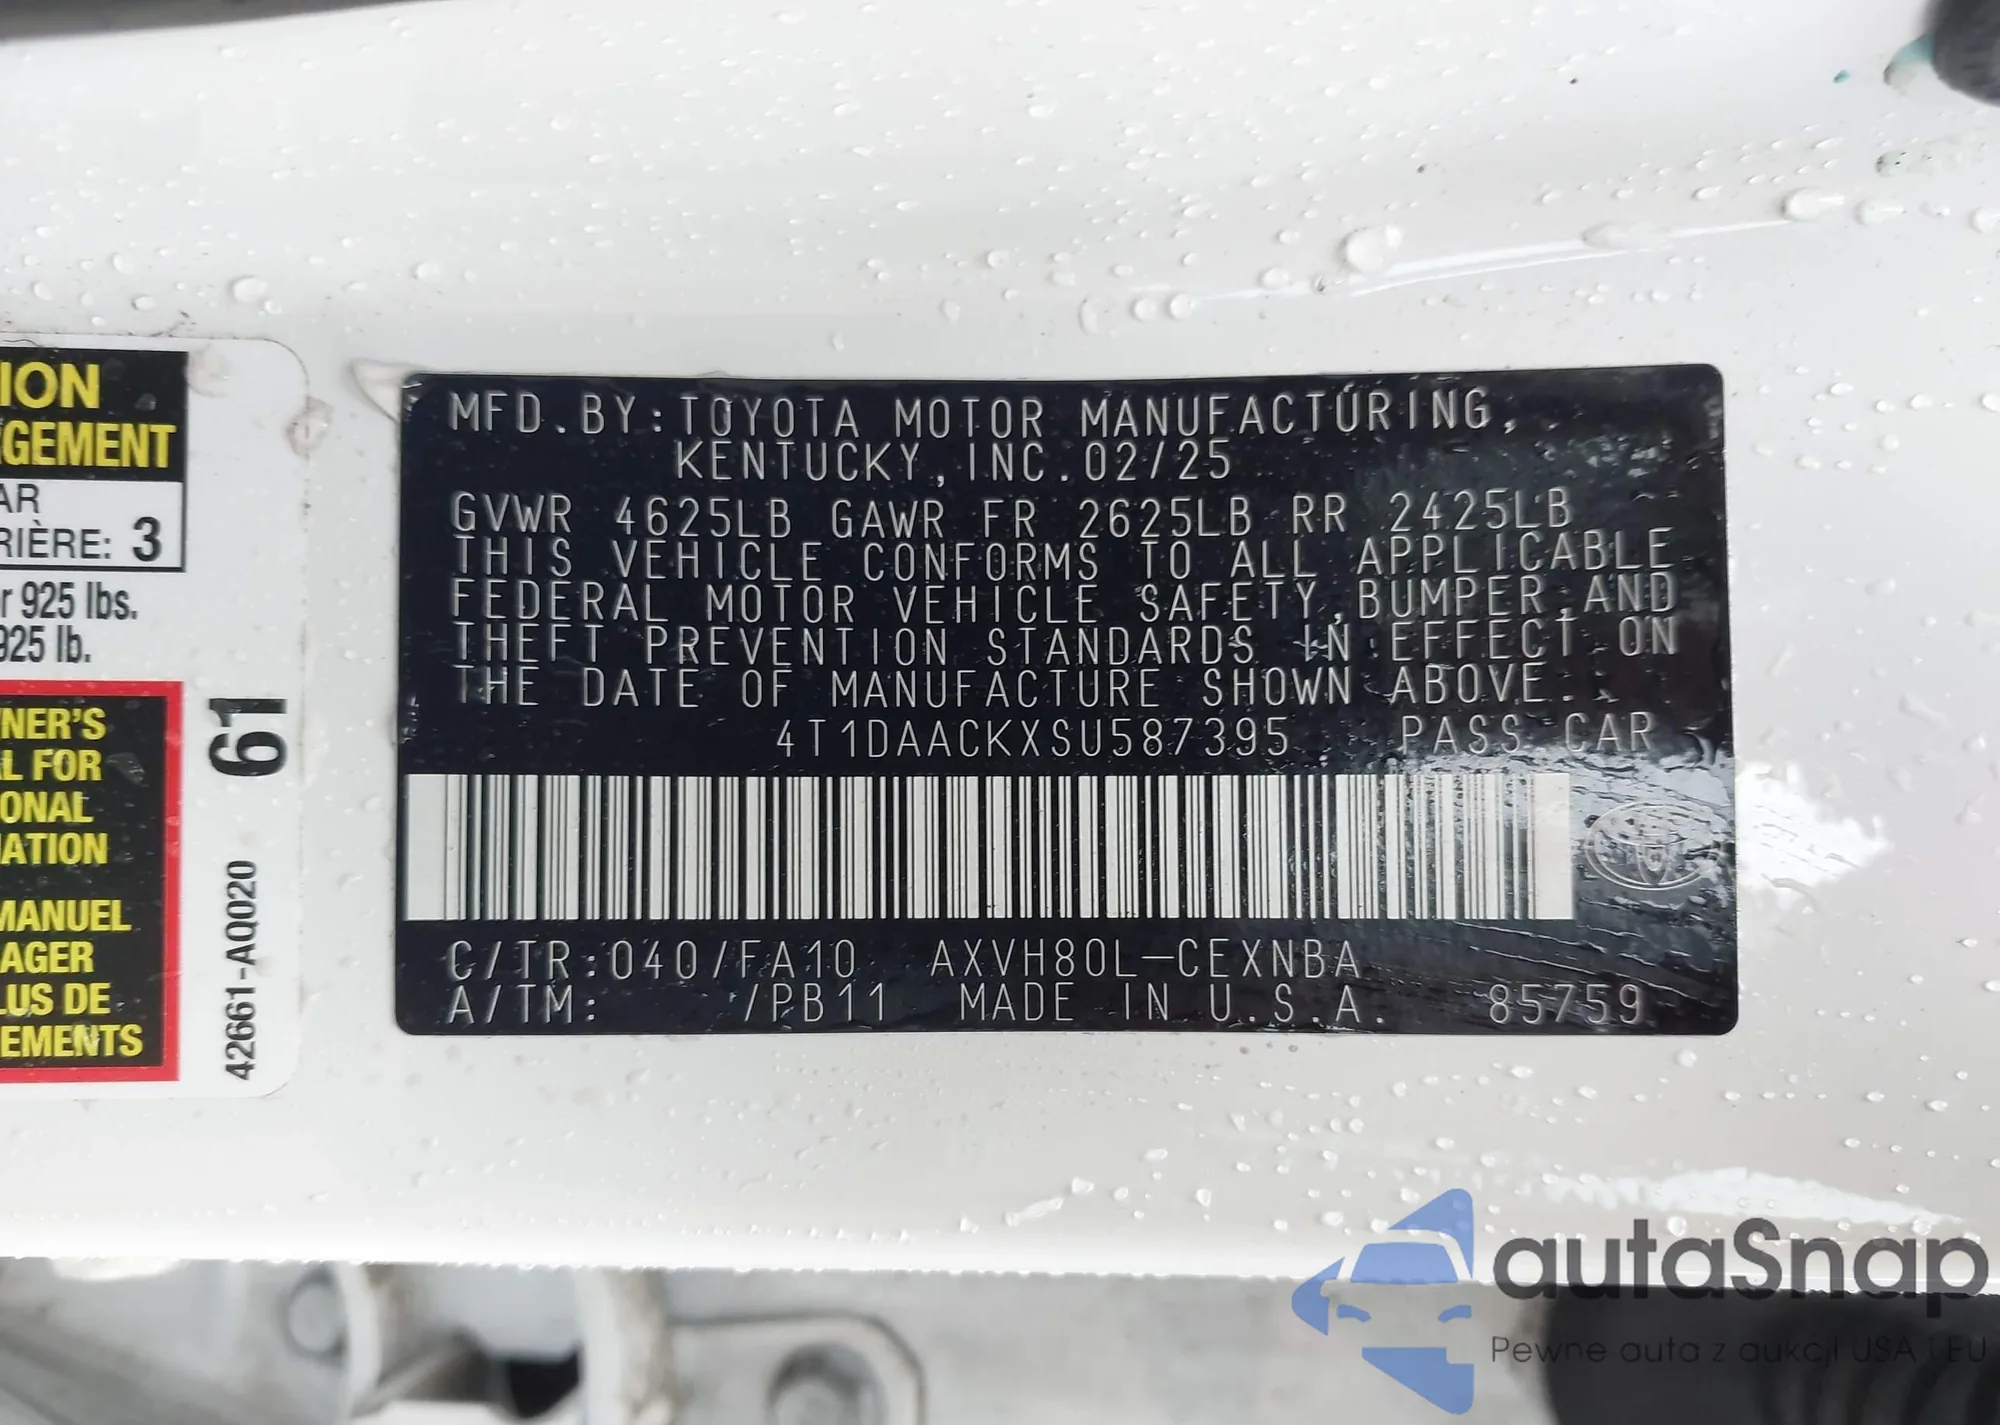 ION
GEMENT
AR
RIÈRE: 3
r 925 lbs.
925 lb.
NER'S
L FOR
ONAL
ATION
MANUEL
AGER
LUS DE
EMENTS
61
42661-AQ020
MFD.BY:TOYOTA MOTOR MANUFACTURING,
KENTUCKY,INC.02/25
GVWR 4625LB GAWR FR 2625LB RR 2425LB
THIS VEHICLE CONFORMS TO ALL APPLICABLE
FEDERAL MOTOR VEHICLE SAFETY,BUMPER,AND
THEFT PREVENTION STANDARDS IN EFFECT ON
THE DATE OF MANUFACTURE SHOWN ABOVE.
4T1DAACKXSU587395 PASS CAR
C/TR:040/FA10 AXVH80L-CEXNBA
A/TM: /PB11 MADE IN U.S.A. 85759
autaSnap
Pewne auta z aukcji USA i EU